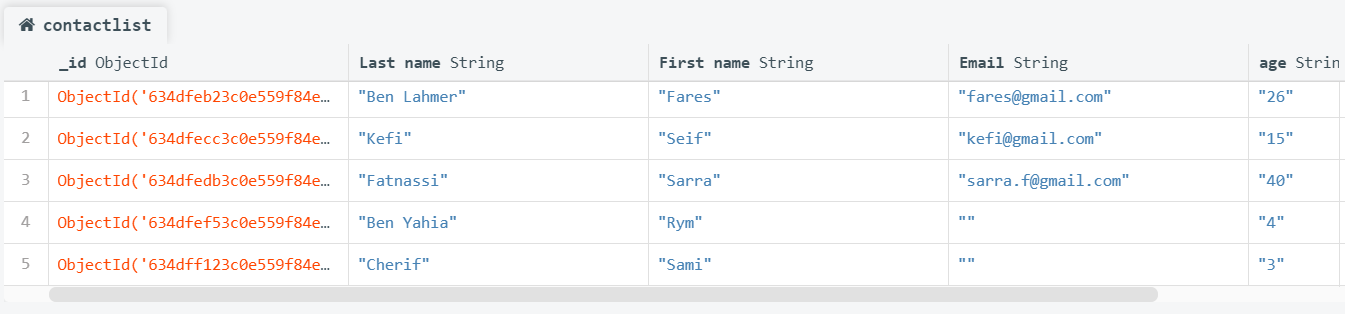 contactlist
_id ObjectId Last name String First name String Email String age Strin
1 ObjectId('634dfeb23c0e559f84e… "Ben Lahmer" "Fares" "fares@gmail.com" "26"
2 ObjectId('634dfecc3c0e559f84e… "Kefi" "Seif" "kefi@gmail.com" "15"
3 ObjectId('634dfedb3c0e559f84e… "Fatnassi" "Sarra" "sarra.f@gmail.com" "40"
4 ObjectId('634dfef53c0e559f84e… "Ben Yahia" "Rym" "" "4"
5 ObjectId('634dff123c0e559f84e… "Cherif" "Sami" "" "3"